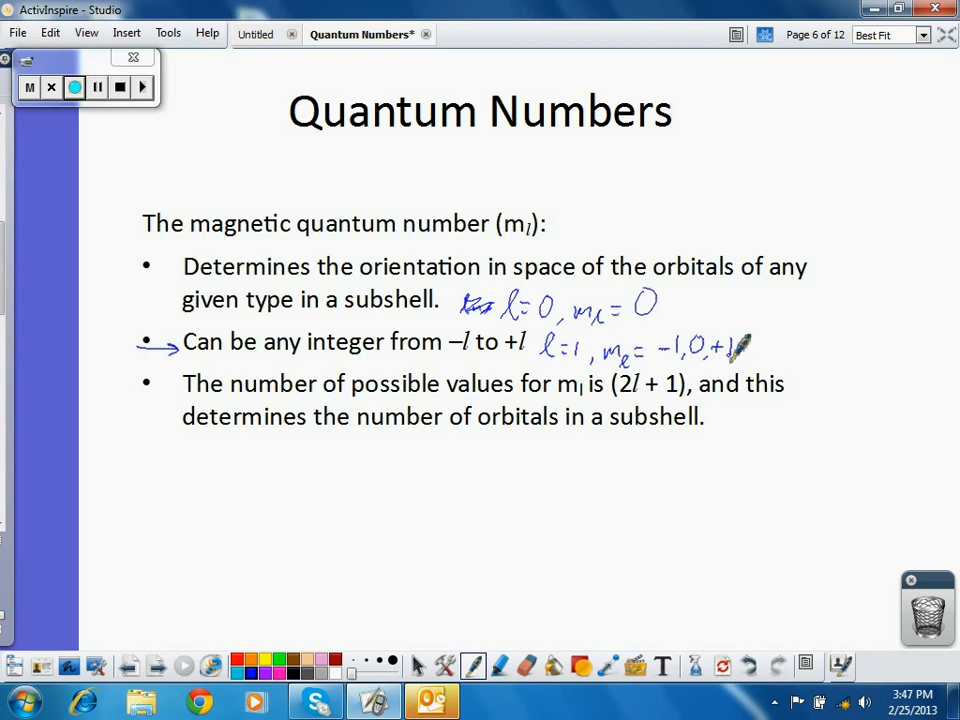 ActivInspire - Studio
File Edit View Insert Tools Help Untitled Quantum Numbers* Page 6 of 12 Best Fit
M
Quantum Numbers
The magnetic quantum number (ml):
• Determines the orientation in space of the orbitals of any
given type in a subshell. l=0, ml = 0
• Can be any integer from –l to +l l=1, ml = -1,0,+1
• The number of possible values for ml is (2l + 1), and this
determines the number of orbitals in a subshell.
T
3:47 PM
2/25/2013